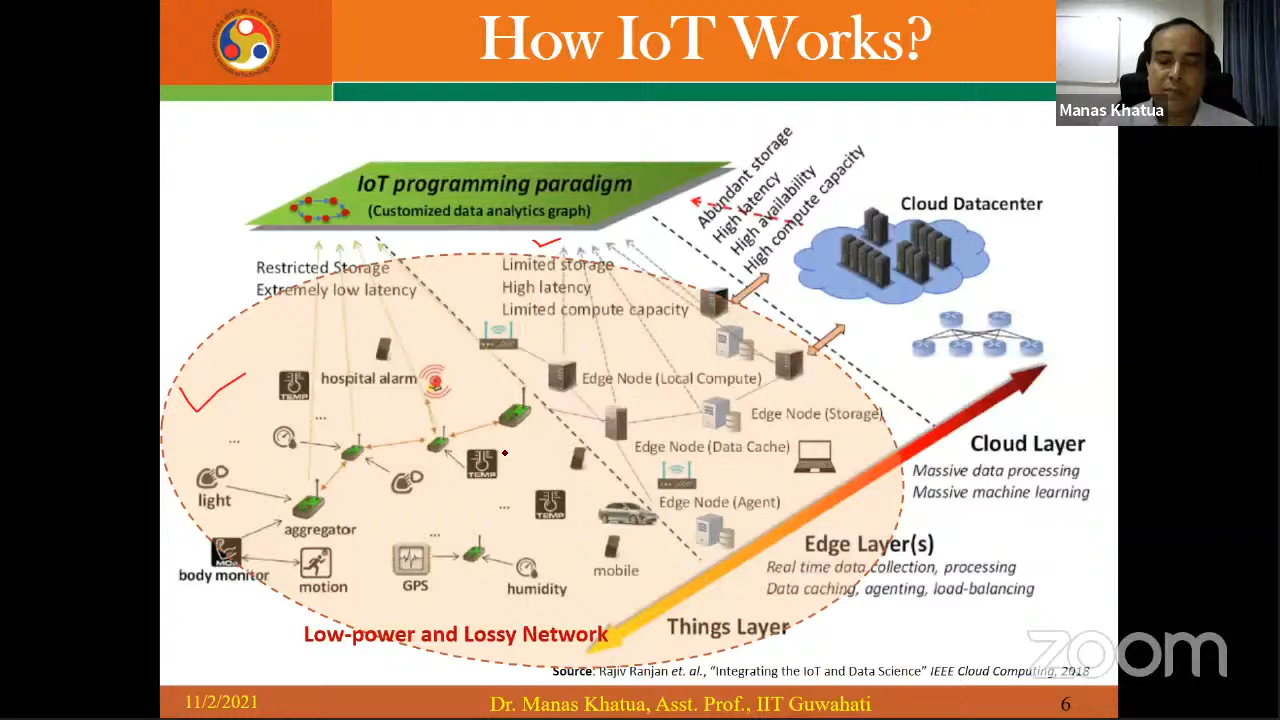 How IoT Works?
Manas Khatua
IoT programming paradigm
(Customized data analytics graph)
Abundant storage
High latency
High availability
High compute capacity
Cloud Datacenter
Restricted Storage
Extremely low latency
Limited storage
High latency
Limited compute capacity
hospital alarm
TEMP
Edge Node (Local Compute)
Edge Node (Storage)
Edge Node (Data Cache)
TEMP
light
Edge Node (Agent)
TEMP
aggregator
body monitor
motion
GPS
humidity
mobile
Cloud Layer
Massive data processing
Massive machine learning
Edge Layer(s)
Real time data collection, processing
Data caching, agenting, load-balancing
Things Layer
Low-power and Lossy Network
Source: Rajiv Ranjan et. al., “Integrating the IoT and Data Science” IEEE Cloud Computing, 2018
zoom
11/2/2021
Dr. Manas Khatua, Asst. Prof., IIT Guwahati
6